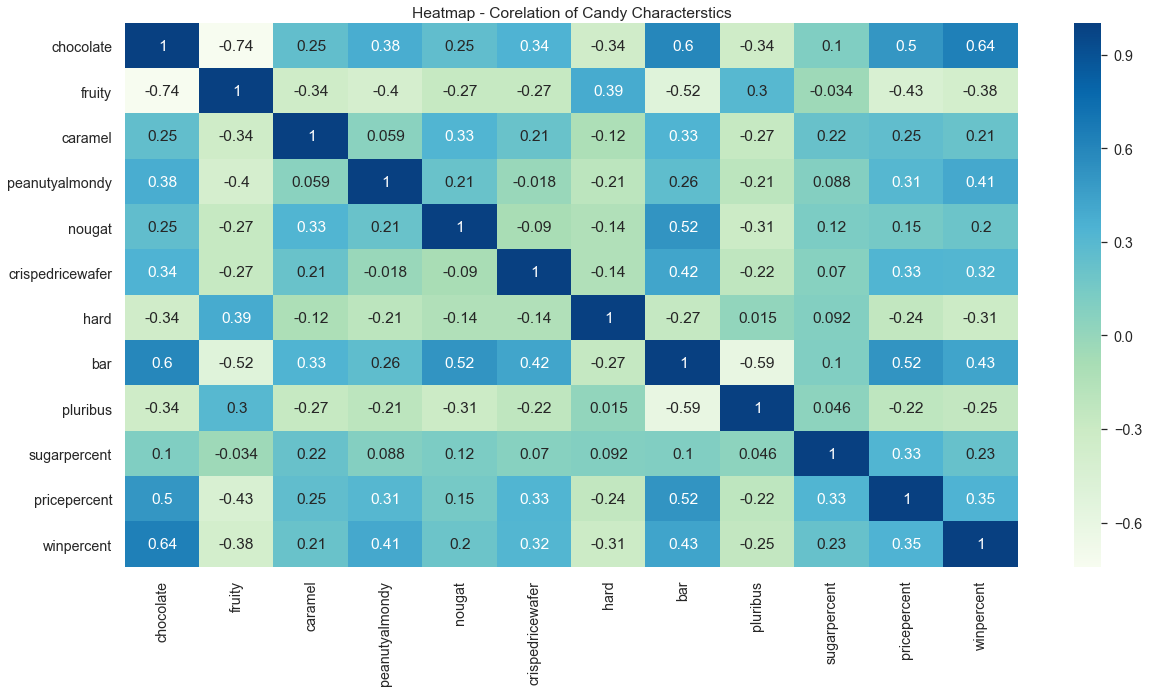 Heatmap - Corelation of Candy Characterstics
chocolate 1 -0.74 0.25 0.38 0.25 0.34 -0.34 0.6 -0.34 0.1 0.5 0.64
fruity -0.74 1 -0.34 -0.4 -0.27 -0.27 0.39 -0.52 0.3 -0.034 -0.43 -0.38
caramel 0.25 -0.34 1 0.059 0.33 0.21 -0.12 0.33 -0.27 0.22 0.25 0.21
peanutyalmondy 0.38 -0.4 0.059 1 0.21 -0.018 -0.21 0.26 -0.21 0.088 0.31 0.41
nougat 0.25 -0.27 0.33 0.21 1 -0.09 -0.14 0.52 -0.31 0.12 0.15 0.2
crispedricewafer 0.34 -0.27 0.21 -0.018 -0.09 1 -0.14 0.42 -0.22 0.07 0.33 0.32
hard -0.34 0.39 -0.12 -0.21 -0.14 -0.14 1 -0.27 0.015 0.092 -0.24 -0.31
bar 0.6 -0.52 0.33 0.26 0.52 0.42 -0.27 1 -0.59 0.1 0.52 0.43
pluribus -0.34 0.3 -0.27 -0.21 -0.31 -0.22 0.015 -0.59 1 0.046 -0.22 -0.25
sugarpercent 0.1 -0.034 0.22 0.088 0.12 0.07 0.092 0.1 0.046 1 0.33 0.23
pricepercent 0.5 -0.43 0.25 0.31 0.15 0.33 -0.24 0.52 -0.22 0.33 1 0.35
winpercent 0.64 -0.38 0.21 0.41 0.2 0.32 -0.31 0.43 -0.25 0.23 0.35 1
chocolate fruity caramel peanutyalmondy nougat crispedricewafer hard bar pluribus sugarpercent pricepercent winpercent
0.9
0.6
0.3
0.0
-0.3
-0.6